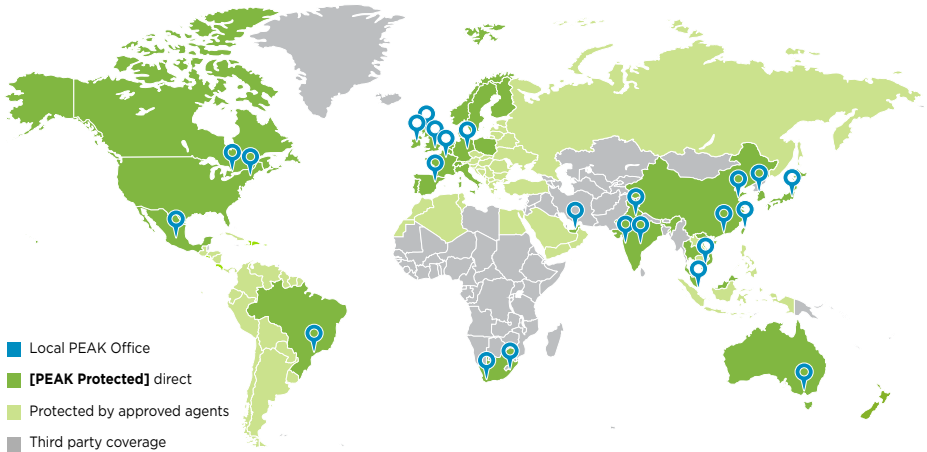 Local PEAK Office
[PEAK Protected] direct
Protected by approved agents
Third party coverage